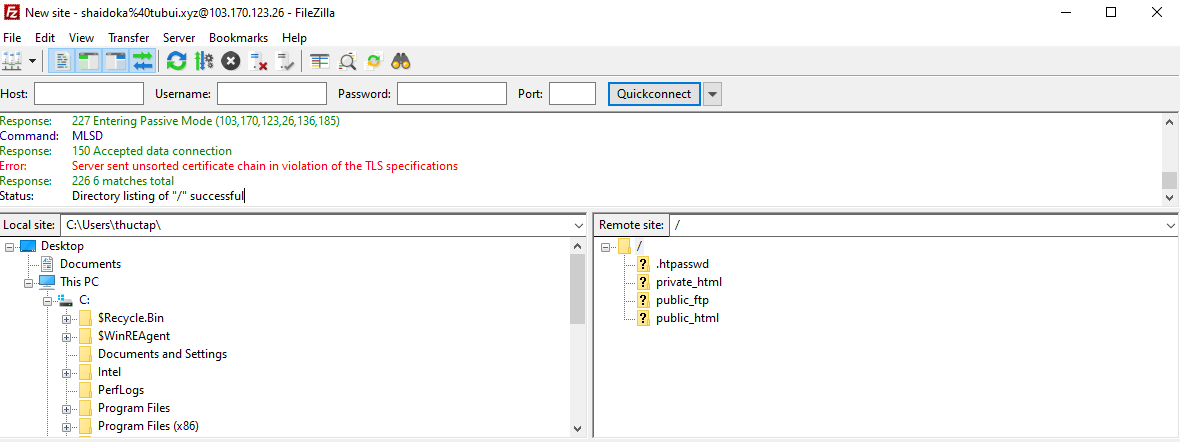 New site - shaidoka%40tubui.xyz@103.170.123.26 - FileZilla
File Edit View Transfer Server Bookmarks Help
Host: Username: Password: Port: Quickconnect
Response: 227 Entering Passive Mode (103,170,123,26,136,185)
Command: MLSD
Response: 150 Accepted data connection
Error: Server sent unsorted certificate chain in violation of the TLS specifications
Response: 226 6 matches total
Status: Directory listing of "/" successful
Local site: C:\Users\thuctap\
Desktop
Documents
This PC
C:
$Recycle.Bin
$WinREAgent
Documents and Settings
Intel
PerfLogs
Program Files
Program Files (x86)
Remote site: /
/
.htpasswd
private_html
public_ftp
public_html